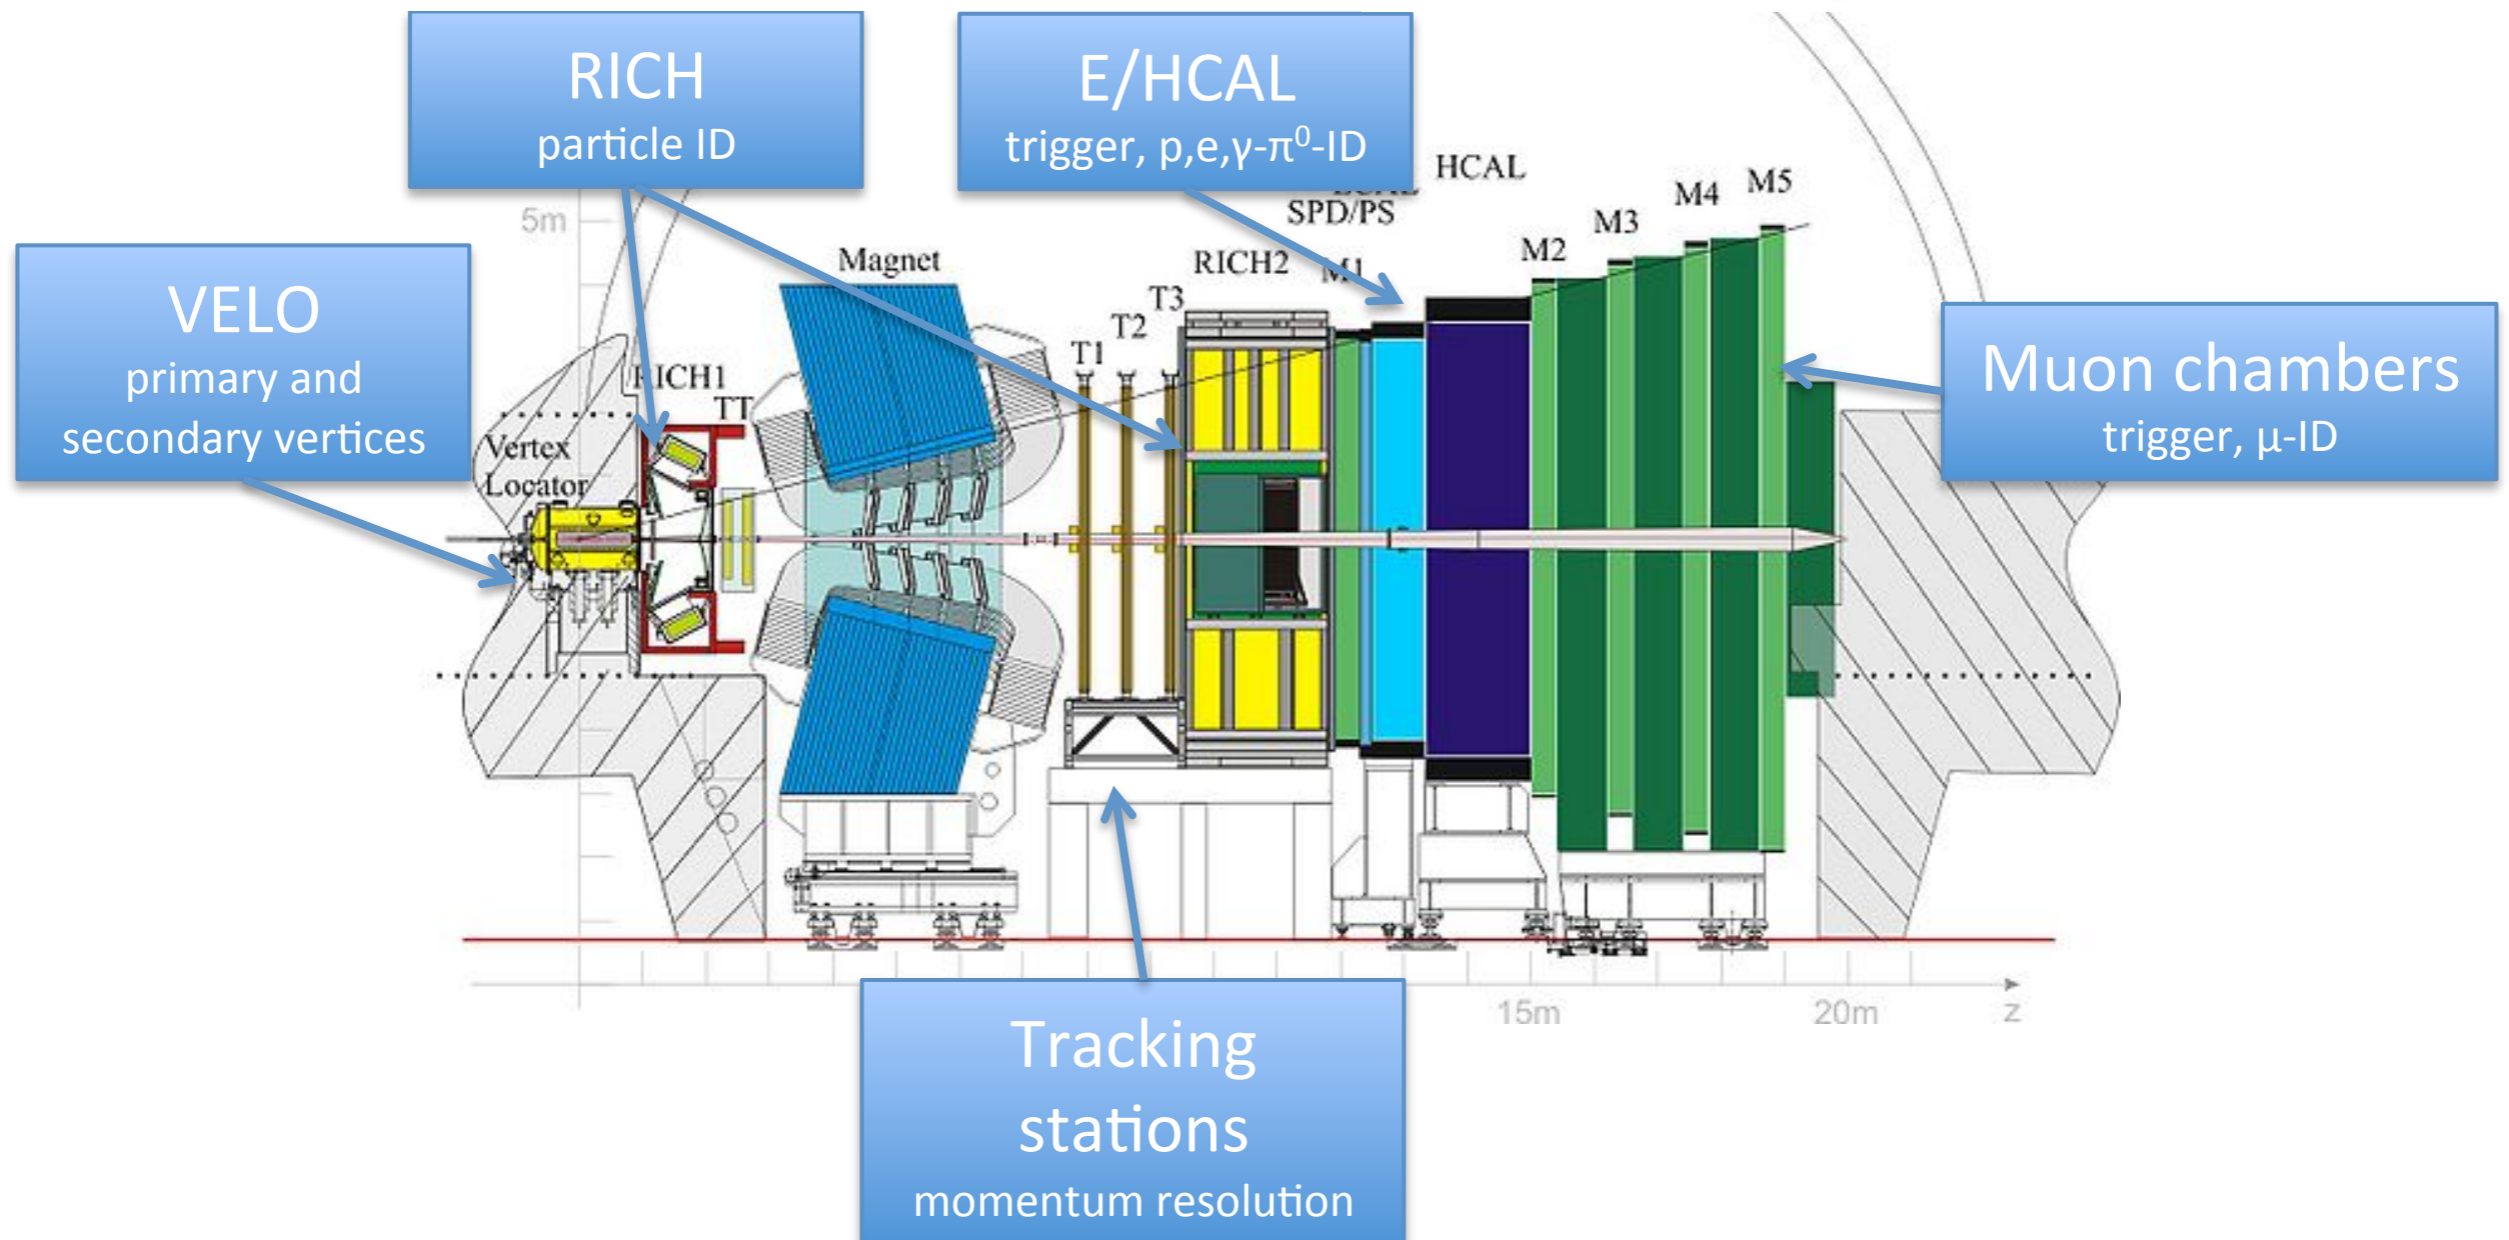 RICH
particle ID
E/HCAL
trigger, p,e,γ-π⁰-ID
HCAL
SPD/PS
M5
M4
M3
M2
5m
Magnet
RICH2
M1
VELO
primary and
secondary vertices
T3
T2
T1
Muon chambers
trigger, μ-ID
RICH1
TT
Vertex
Locator
15m
20m
z
Tracking
stations
momentum resolution